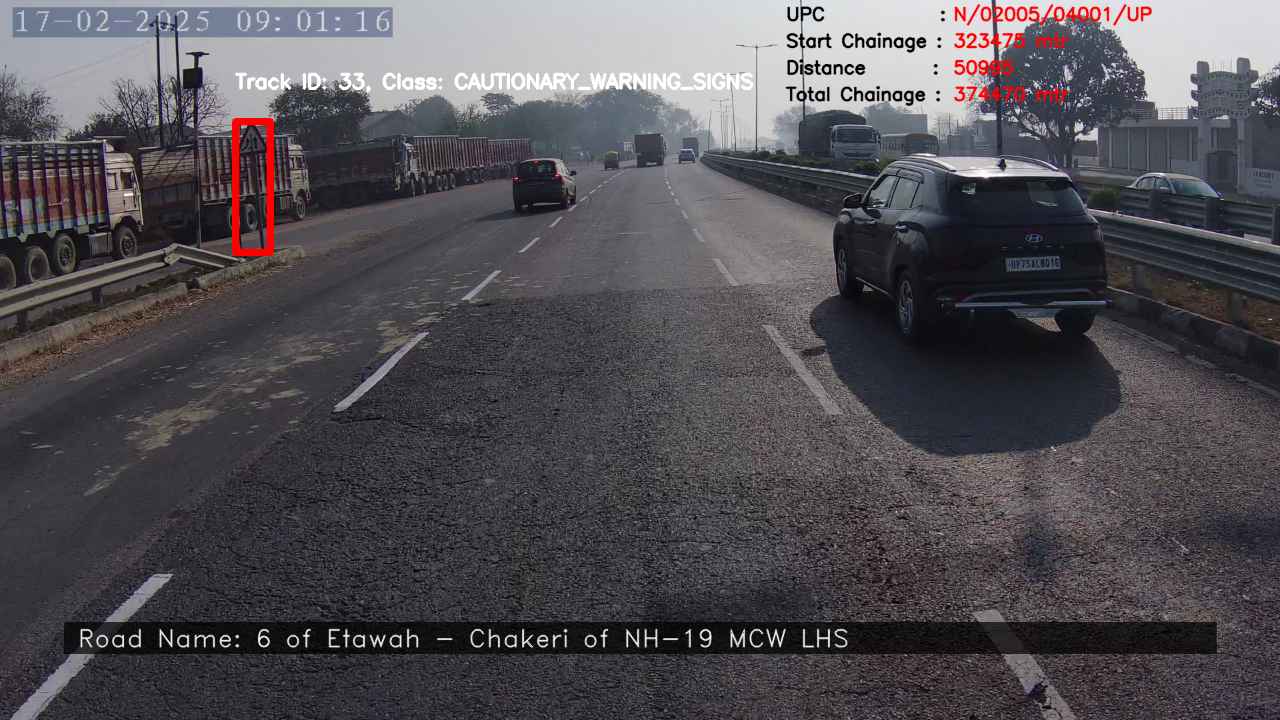 17-02-2025 09:01:16
UPC : N/02005/04001/UP
Start Chainage : 323475 mtr
Distance : 50995
Total Chainage : 374470 mtr
Track ID: 33, Class: CAUTIONARY_WARNING_SIGNS
UP75AL
Road Name: 6 of Etawah - Chakeri of NH-19 MCW LHS